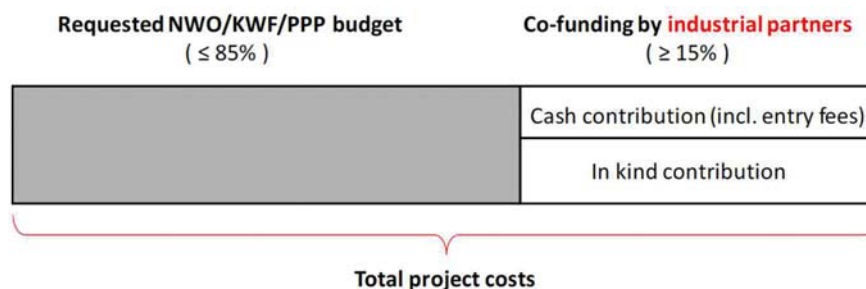 Requested NWO/KWF/PPP budget
( ≤ 85% )
Co-funding by industrial partners
( ≥ 15% )
Cash contribution (incl. entry fees)
In kind contribution
Total project costs